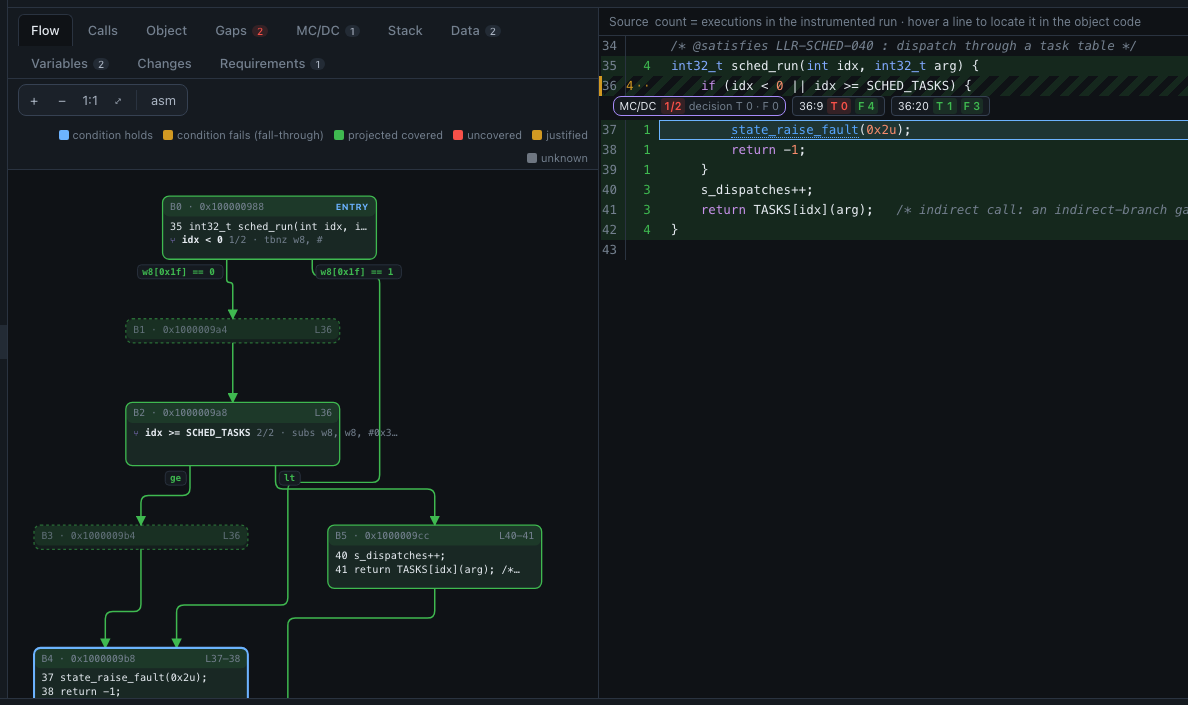 Flow Calls Object Gaps 2 MC/DC 1 Stack Data 2
Variables 2 Changes Requirements 1
+ − 1:1 ⤢ asm
condition holds condition fails (fall-through) projected covered uncovered justified
unknown
B0 · 0x100000988 ENTRY
35 int32_t sched_run(int idx, i…
idx < 0 1/2 · tbnz w8, #
w8[0x1f] == 0 w8[0x1f] == 1
B1 · 0x1000009a4 L36
B2 · 0x1000009a8 L36
idx >= SCHED_TASKS 2/2 · subs w8, w8, #0x3…
ge lt
B3 · 0x1000009b4 L36
B5 · 0x1000009cc L40–41
40 s_dispatches++;
41 return TASKS[idx](arg); /*…
B4 · 0x1000009b8 L37–38
37 state_raise_fault(0x2u);
38 return −1;
Source count = executions in the instrumented run · hover a line to locate it in the object code
34 /* @satisfies LLR-SCHED-040 : dispatch through a task table */
35 4 int32_t sched_run(int idx, int32_t arg) {
36 4·· if (idx < 0 || idx >= SCHED_TASKS) {
MC/DC 1/2 decision T 0 · F 0 36:9 T 0 F 4 36:20 T 1 F 3
37 1 state_raise_fault(0x2u);
38 1 return −1;
39 1 }
40 3 s_dispatches++;
41 3 return TASKS[idx](arg); /* indirect call: an indirect-branch ga
42 4 }
43